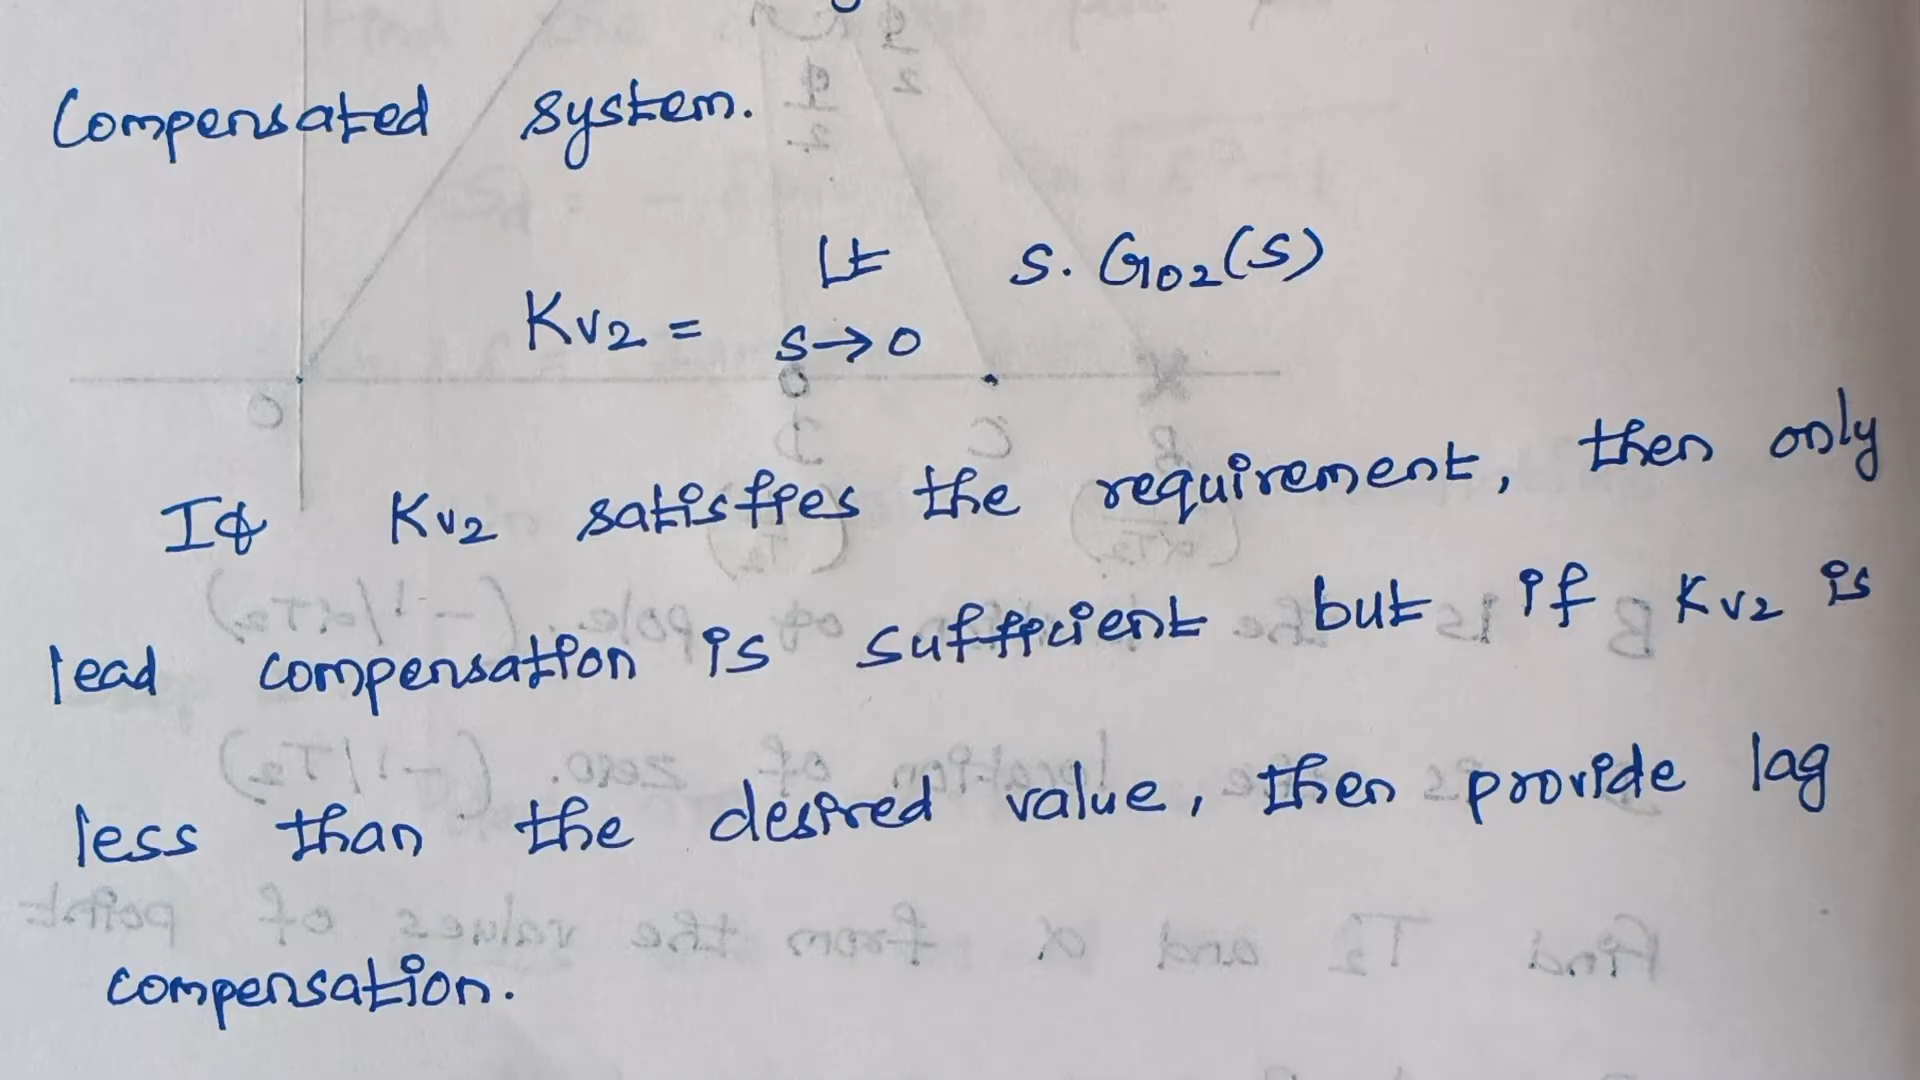 Compensated system.
Kv2 = Lt s→0 s. G02(s)
If Kv2 satisfies the requirement, then only
lead compensation is sufficient but if Kv2 is
less than the desired value, then provide lag
compensation.